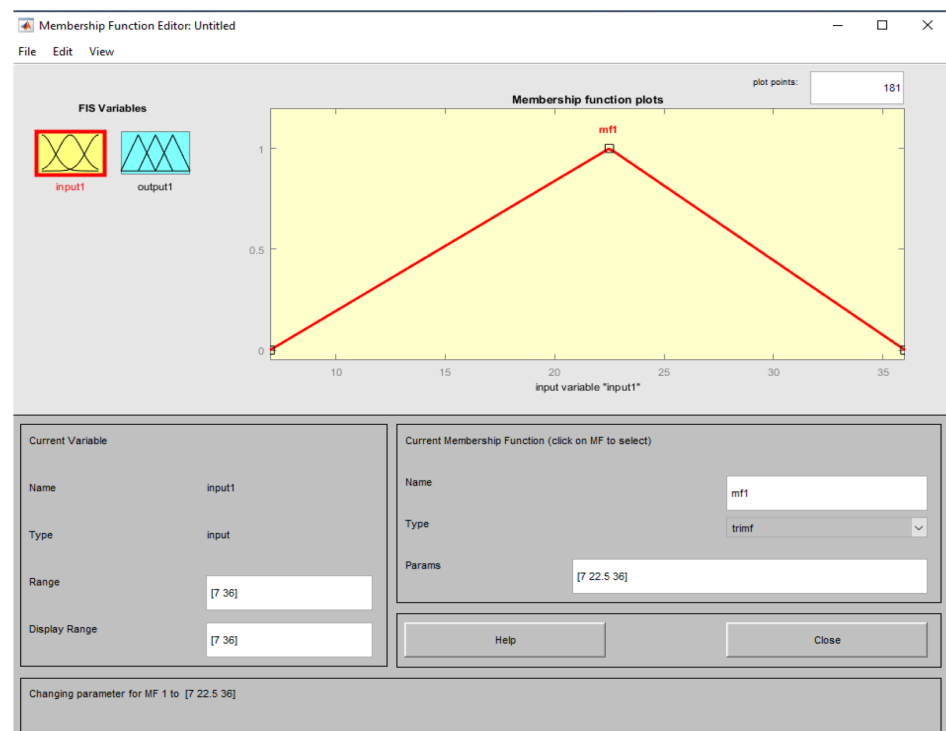 Membership Function Editor: Untitled
File Edit View
FIS Variables
input1
output1
plot points:
181
Membership function plots
mf1
1
0.5
0
10 15 20 25 30 35
input variable "input1"
Current Variable
Name input1
Type input
Range [7 36]
Display Range [7 36]
Current Membership Function (click on MF to select)
Name mf1
Type trimf
Params [7 22.5 36]
Help Close
Changing parameter for MF 1 to [7 22.5 36]